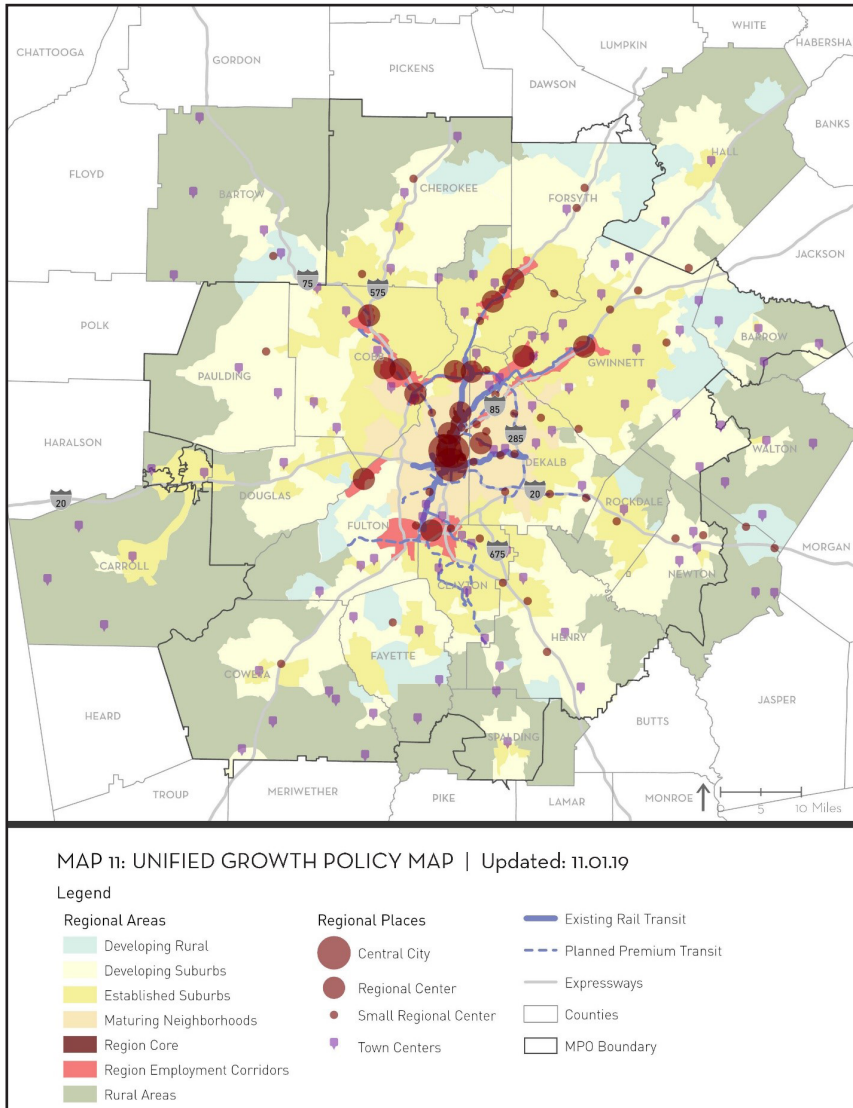 WHITE
LUMPKIN
HABERSHA
CHATTOOGA
GORDON
PICKENS
DAWSON
BANKS
HALL
FLOYD
CHEROKEE
BARTOW
FORSYTH
JACKSON
75
575
POLK
BARROW
COBB
GWINNETT
PAULDING
85
HARALSON
285
WALTON
DEKALB
20
DOUGLAS
20
ROCKDALE
FULTON
MORGAN
675
CARROLL
NEWTON
CLAYTON
HENRY
FAYETTE
COWETA
JASPER
HEARD
BUTTS
SPALDING
TROUP
MERIWETHER
PIKE
LAMAR
MONROE
0 5 10 Miles
MAP 11: UNIFIED GROWTH POLICY MAP | Updated: 11.01.19
Legend
Regional Areas
Developing Rural
Developing Suburbs
Established Suburbs
Maturing Neighborhoods
Region Core
Region Employment Corridors
Rural Areas
Regional Places
Central City
Regional Center
Small Regional Center
Town Centers
Existing Rail Transit
Planned Premium Transit
Expressways
Counties
MPO Boundary